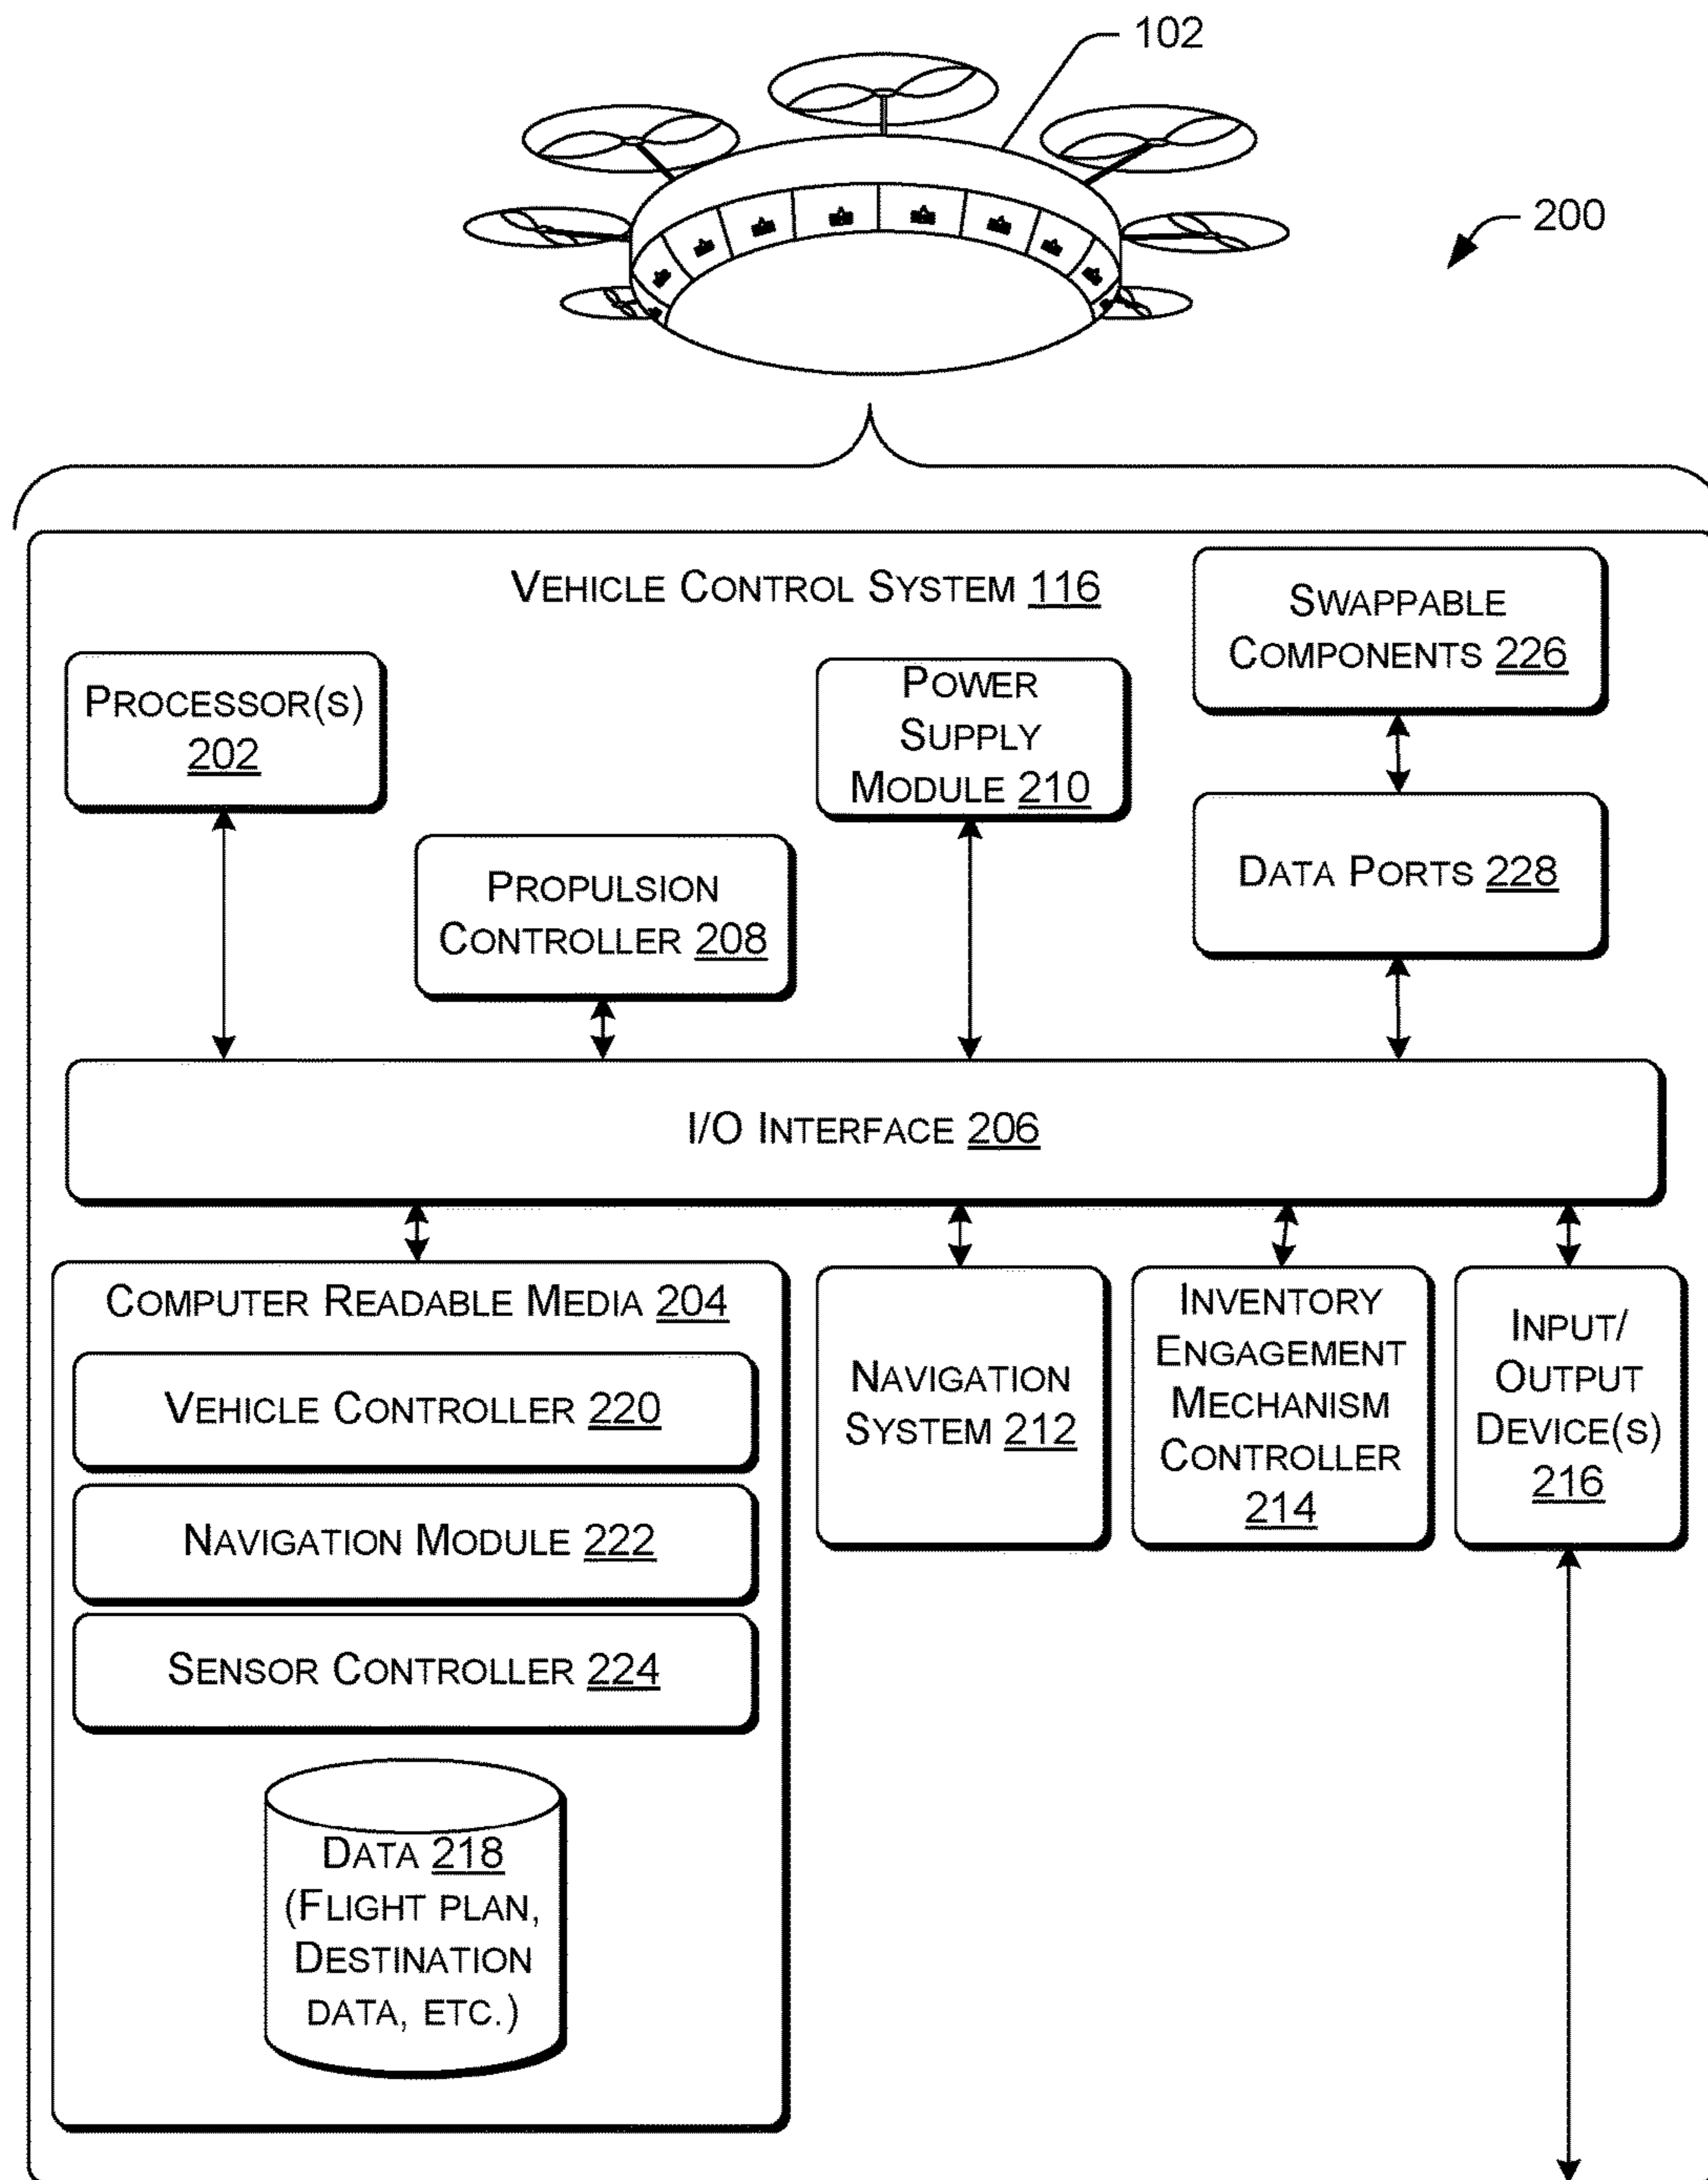 102
200
VEHICLE CONTROL SYSTEM 116
SWAPPABLE
COMPONENTS 226
PROCESSOR(S)
202
POWER
SUPPLY
MODULE 210
PROPULSION
CONTROLLER 208
DATA PORTS 228
I/O INTERFACE 206
COMPUTER READABLE MEDIA 204
VEHICLE CONTROLLER 220
NAVIGATION MODULE 222
SENSOR CONTROLLER 224
DATA 218
(FLIGHT PLAN,
DESTINATION
DATA, ETC.)
NAVIGATION
SYSTEM 212
INVENTORY
ENGAGEMENT
MECHANISM
CONTROLLER
214
INPUT/
OUTPUT
DEVICE(S)
216